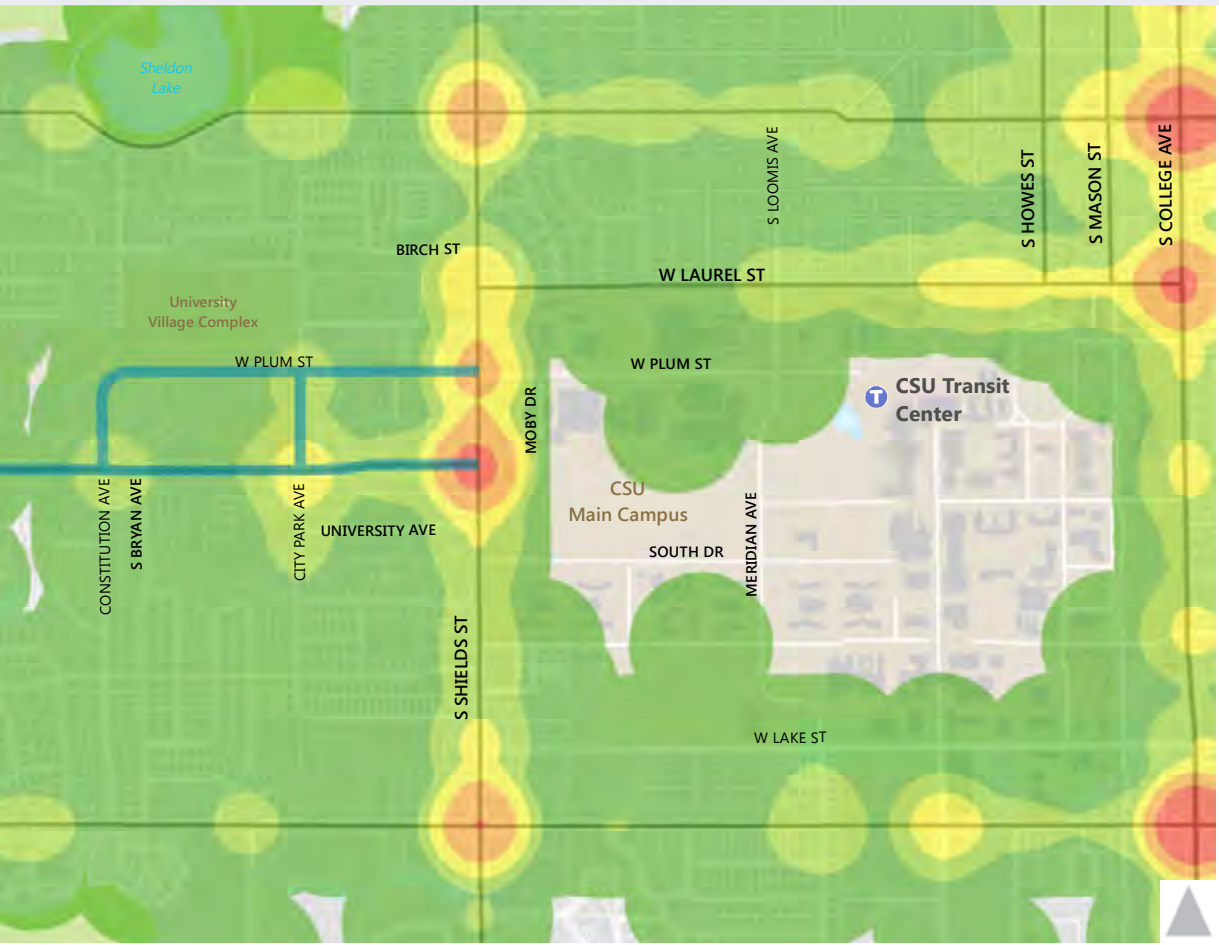 Sheldon
Lake
S LOOMIS AVE
S HOWES ST
S MASON ST
S COLLEGE AVE
BIRCH ST
W LAUREL ST
University
Village Complex
W PLUM ST
W PLUM ST
MOBY DR
T
CSU Transit
Center
CONSTITUTION AVE
S BRYAN AVE
CITY PARK AVE
UNIVERSITY AVE
CSU
Main Campus
MERIDIAN AVE
SOUTH DR
S SHIELDS ST
W LAKE ST